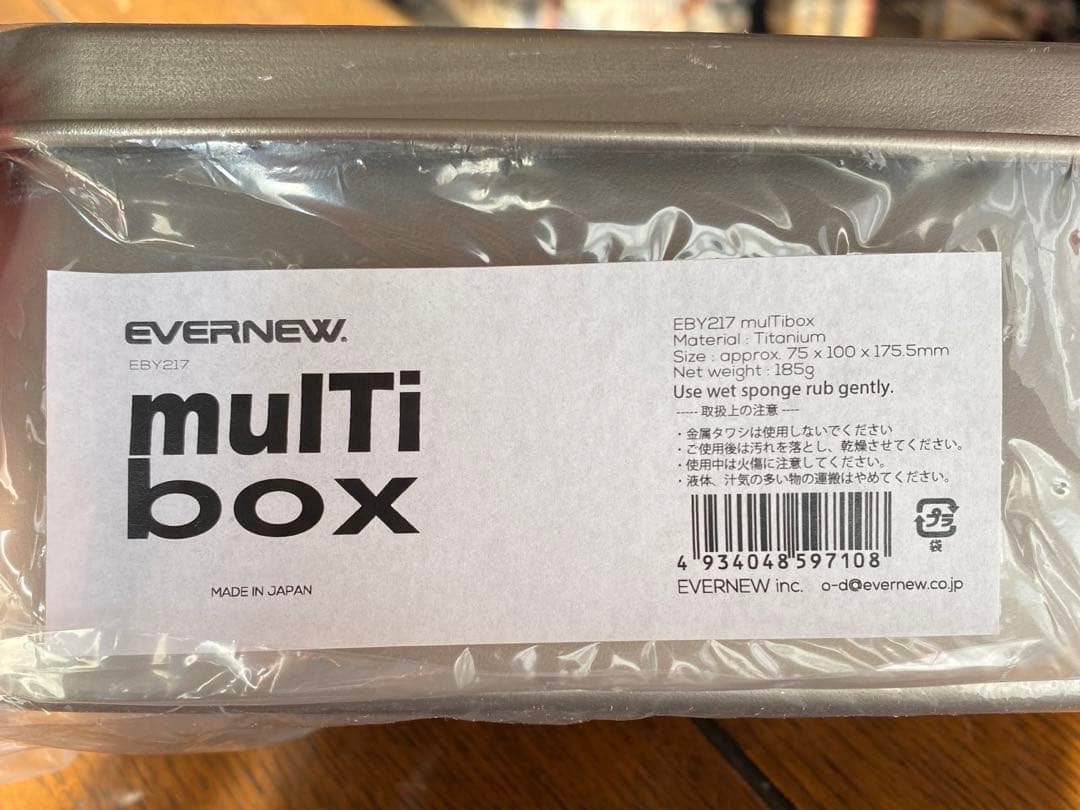 EVERNEW.
EBY217
mulTi
box
MADE IN JAPAN
EBY217 mulTibox
Material : Titanium
Size : approx. 75 x 100 x 175.5mm
Net weight : 185g
Use wet sponge rub gently.
----- 取扱上の注意 ----
・金属タワシは使用しないでください
・ご使用後は汚れを落とし、乾燥させてください。
・使用中は火傷に注意してください。
・液体、汁気の多い物の運搬はやめてください。
4 934048 597108
プラ
袋
EVERNEW inc. o-d@evernew.co.jp